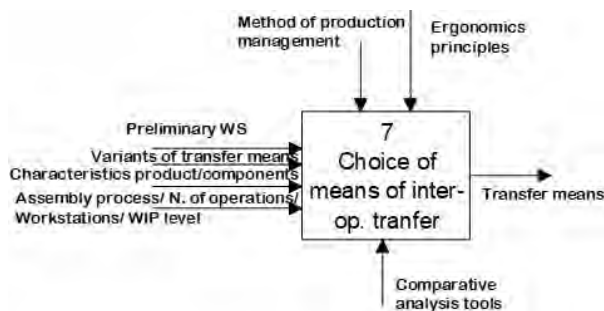 Method of production
management
Ergonomics
principles
Preliminary WS
Variants of transfer means
Characteristics product/components
Assembly process/ N. of operations/
Workstations/ WIP level
7
Choice of
means of inter-
op. tranfer
Transfer means
Comparative
analysis tools